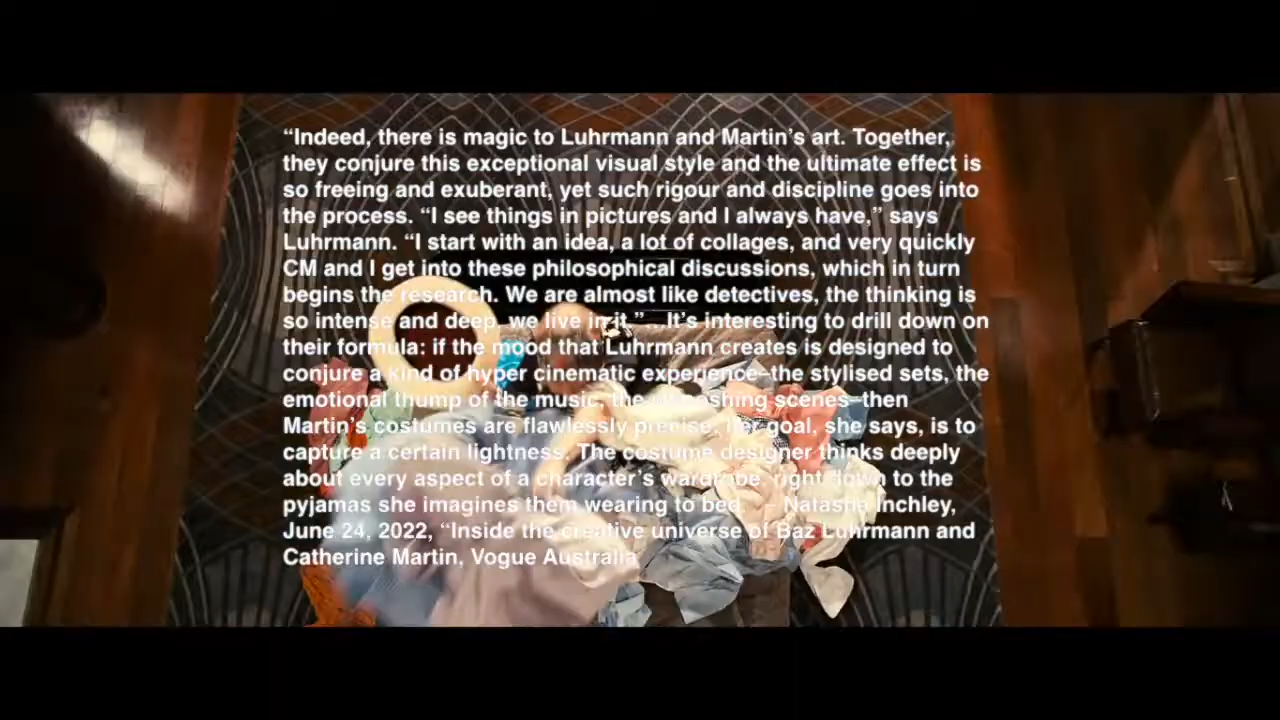 “Indeed, there is magic to Luhrmann and Martin’s art. Together,
they conjure this exceptional visual style and the ultimate effect is
so freeing and exuberant, yet such rigour and discipline goes into
the process. “I see things in pictures and I always have,” says
Luhrmann. “I start with an idea, a lot of collages, and very quickly
CM and I get into these philosophical discussions, which in turn
begins the research. We are almost like detectives, the thinking is
so intense and deep, we live in it.”...It’s interesting to drill down on
their formula: if the mood that Luhrmann creates is designed to
conjure a kind of hyper cinematic experience–the stylised sets, the
emotional thump of the music, the scenes–then
Martin’s costumes are flawlessly precise. Her goal, she says, is to
capture a certain lightness. The costume designer thinks deeply
about every aspect of a character’s wardrobe, right down to the
pyjamas she imagines them wearing to bed. – Natasha Inchley,
June 24, 2022, “Inside the creative universe of Baz Luhrmann and
Catherine Martin, Vogue Australia